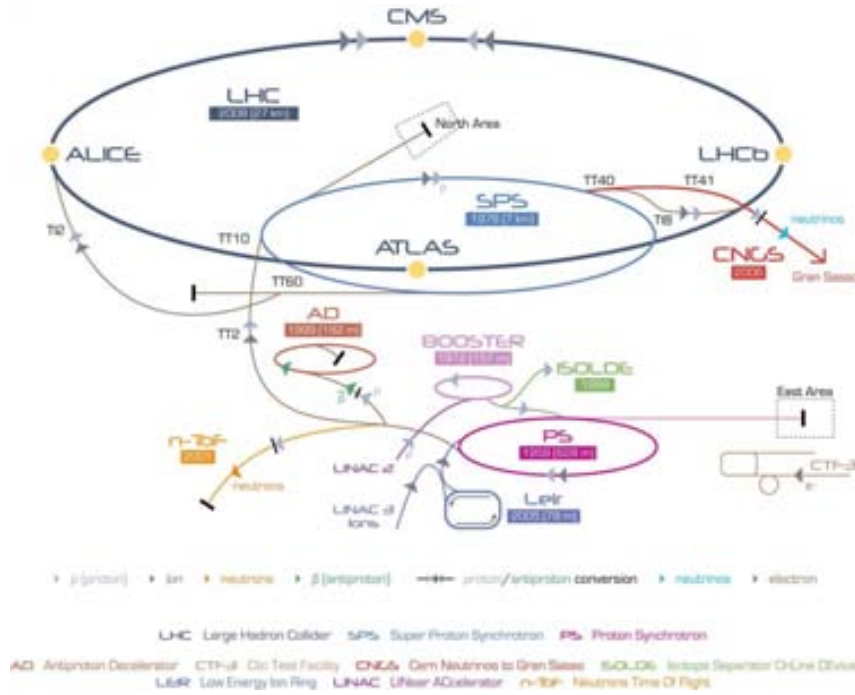 CMS
LHC
2008 (27 km)
North Area
ALICE
LHCb
TT40
TT41
SPS
1976 (7 km)
TI8
neutrinos
TI2
TT10
ATLAS
CNGS
2006
Gran Sasso
TT60
AD
1999 (182 m)
TT2
BOOSTER
1972 (157 m)
ISOLDE
1989
East Area
p
n-ToF
2001
PS
1959 (628 m)
LINAC 2
neutrons
CTF-3
e-
LINAC 3
Ions
Leir
2005 (78 m)
p (proton)
ion
neutrons
p̄ (antiproton)
proton/antiproton conversion
neutrinos
electron
LHC Large Hadron Collider
SPS Super Proton Synchrotron
PS Proton Synchrotron
AD Antiproton Decelerator
CTF-3 Clic Test Facility
CNGS Cern Neutrinos to Gran Sasso
ISOLDE Isotope Separator OnLine DEvice
LEIR Low Energy Ion Ring
LINAC LINear ACcelerator
n-ToF Neutrons Time Of Flight